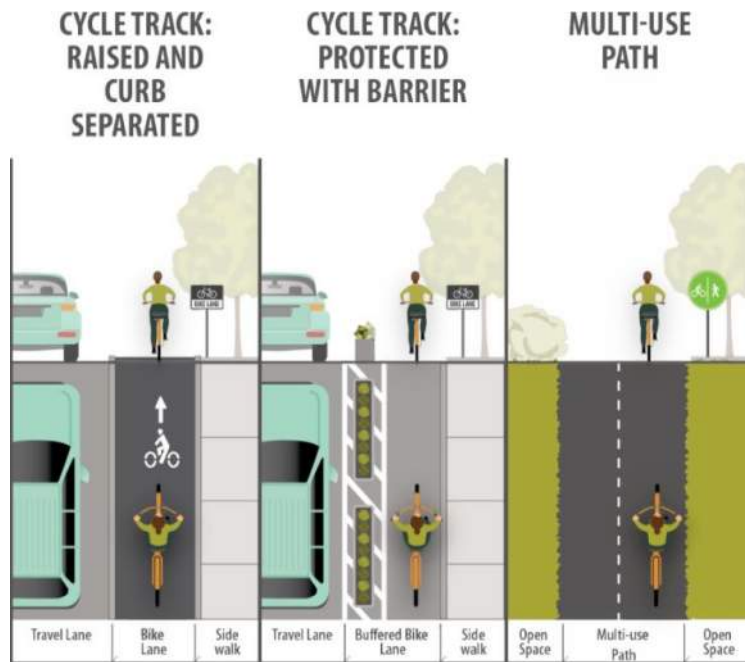 CYCLE TRACK:
RAISED AND
CURB
SEPARATED
CYCLE TRACK:
PROTECTED
WITH BARRIER
MULTI-USE
PATH
BIKE LANE
BIKE LANE
Travel Lane
Bike
Lane
Side
walk
Travel Lane
Buffered Bike
Lane
Side
walk
Open
Space
Multi-use
Path
Open
Space